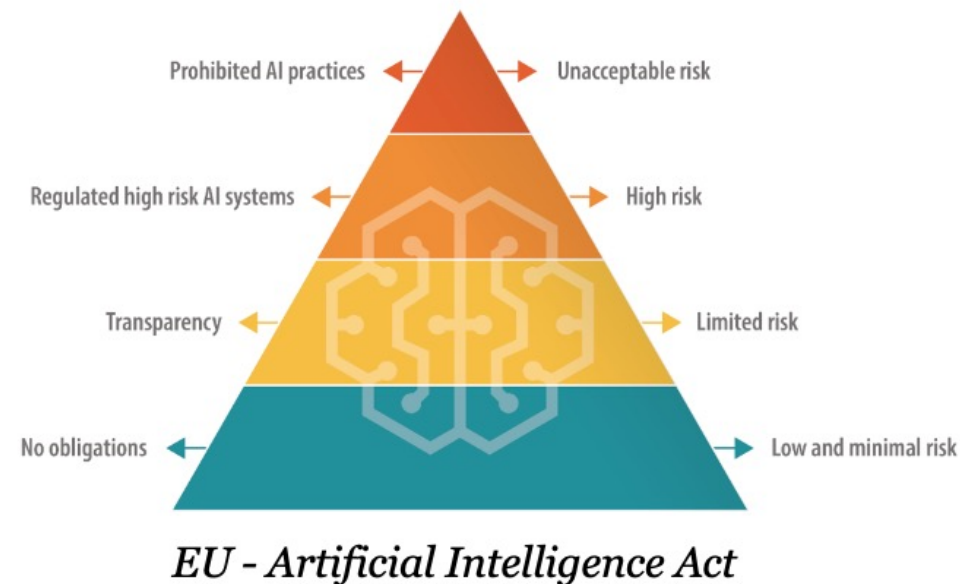 Prohibited AI practices
Unacceptable risk
Regulated high risk AI systems
High risk
Transparency
Limited risk
No obligations
Low and minimal risk
EU - Artificial Intelligence Act